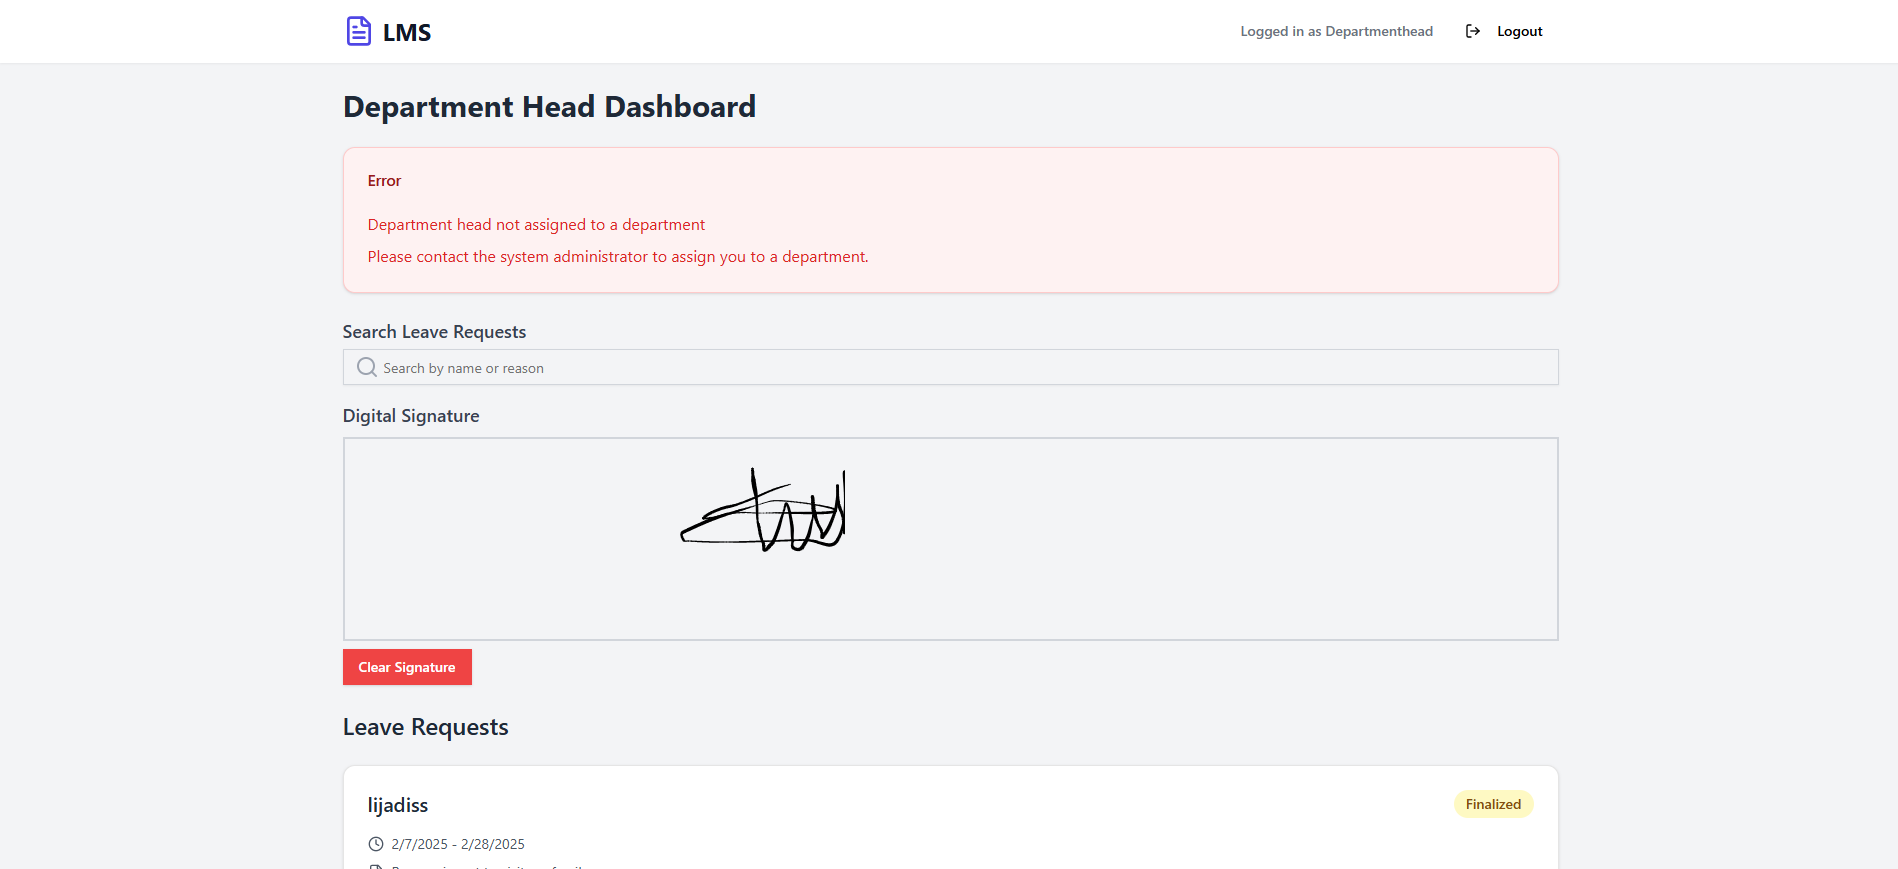 LMS
Logged in as Departmenthead
Logout
Department Head Dashboard
Error
Department head not assigned to a department
Please contact the system administrator to assign you to a department.
Search Leave Requests
Search by name or reason
Digital Signature
Clear Signature
Leave Requests
lijadiss
Finalized
2/7/2025 - 2/28/2025